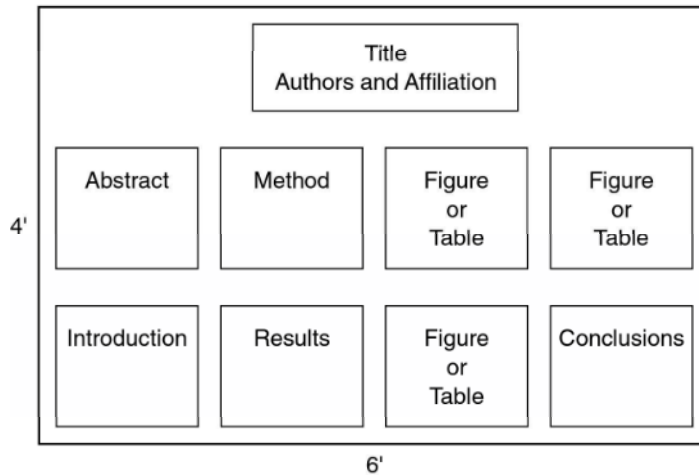 Title
Authors and Affiliation
Abstract
Method
Figure
or
Table
Figure
or
Table
4'
Introduction
Results
Figure
or
Table
Conclusions
6'